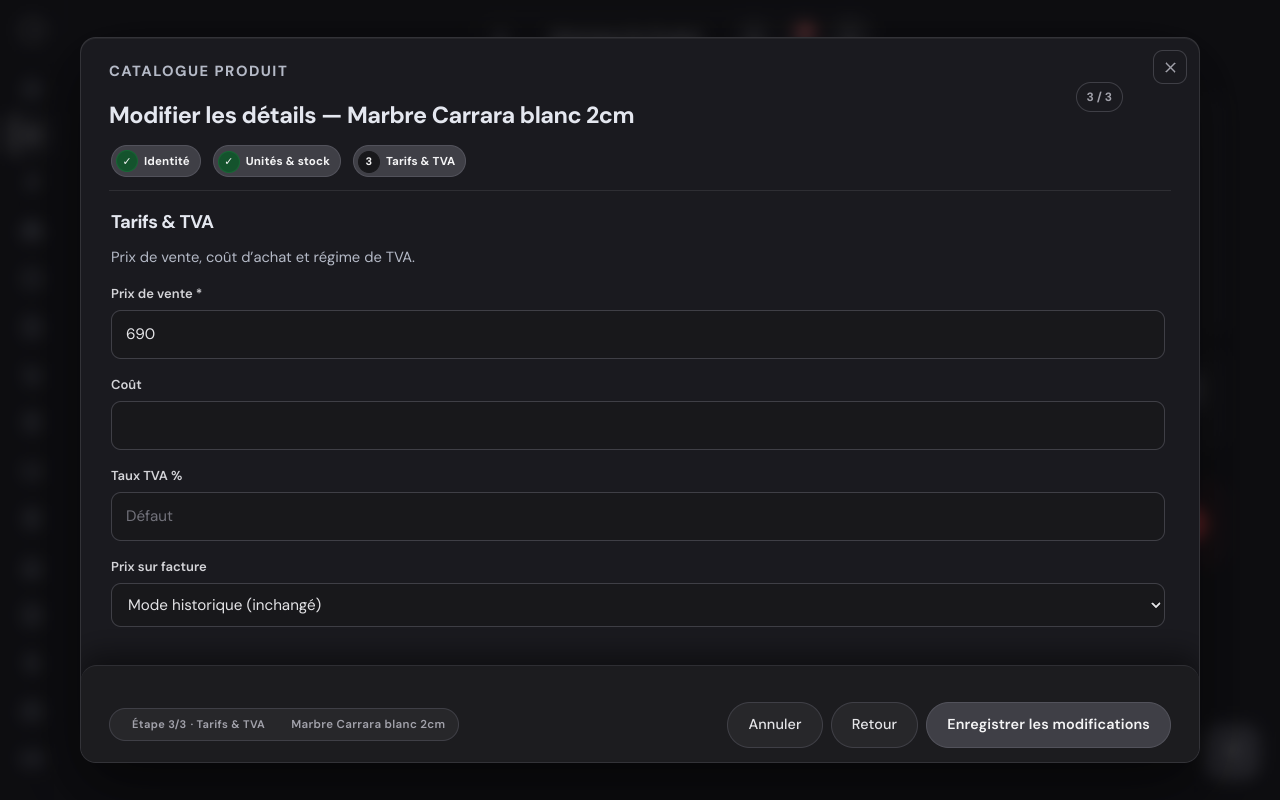 CATALOGUE PRODUIT
3 / 3
Modifier les détails — Marbre Carrara blanc 2cm
✓ Identité
✓ Unités & stock
3 Tarifs & TVA
Tarifs & TVA
Prix de vente, coût d’achat et régime de TVA.
Prix de vente *
690
Coût
Taux TVA %
Défaut
Prix sur facture
Mode historique (inchangé)
Étape 3/3 · Tarifs & TVA
Marbre Carrara blanc 2cm
Annuler
Retour
Enregistrer les modifications